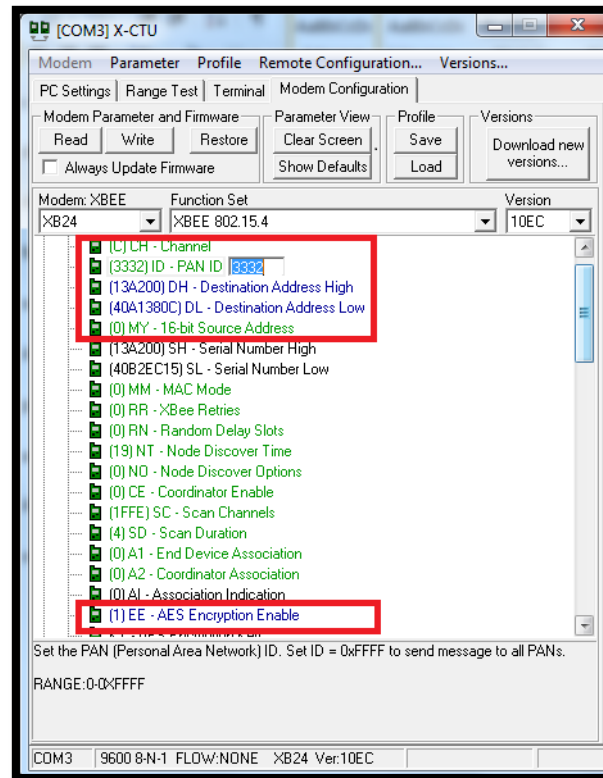 [COM3] X-CTU
Modem Parameter Profile Remote Configuration... Versions...
PC Settings Range Test Terminal Modem Configuration
Modem Parameter and Firmware Parameter View Profile Versions
Read Write Restore Clear Screen Save Download new versions...
Always Update Firmware Show Defaults Load
Modem: XBEE Function Set Version
XB24 XBEE 802.15.4 10EC
(C) CH - Channel
(3332) ID - PAN ID 3332
(13A200) DH - Destination Address High
(40A1380C) DL - Destination Address Low
(0) MY - 16-bit Source Address
(13A200) SH - Serial Number High
(40B2EC15) SL - Serial Number Low
(0) MM - MAC Mode
(0) RR - XBee Retries
(0) RN - Random Delay Slots
(19) NT - Node Discover Time
(0) NO - Node Discover Options
(0) CE - Coordinator Enable
(1FFE) SC - Scan Channels
(4) SD - Scan Duration
(0) A1 - End Device Association
(0) A2 - Coordinator Association
(0) AI - Association Indication
(1) EE - AES Encryption Enable
Set the PAN (Personal Area Network) ID. Set ID = 0xFFFF to send message to all PANs.
RANGE:0-0XFFFF
COM3 9600 8-N-1 FLOW:NONE XB24 Ver:10EC